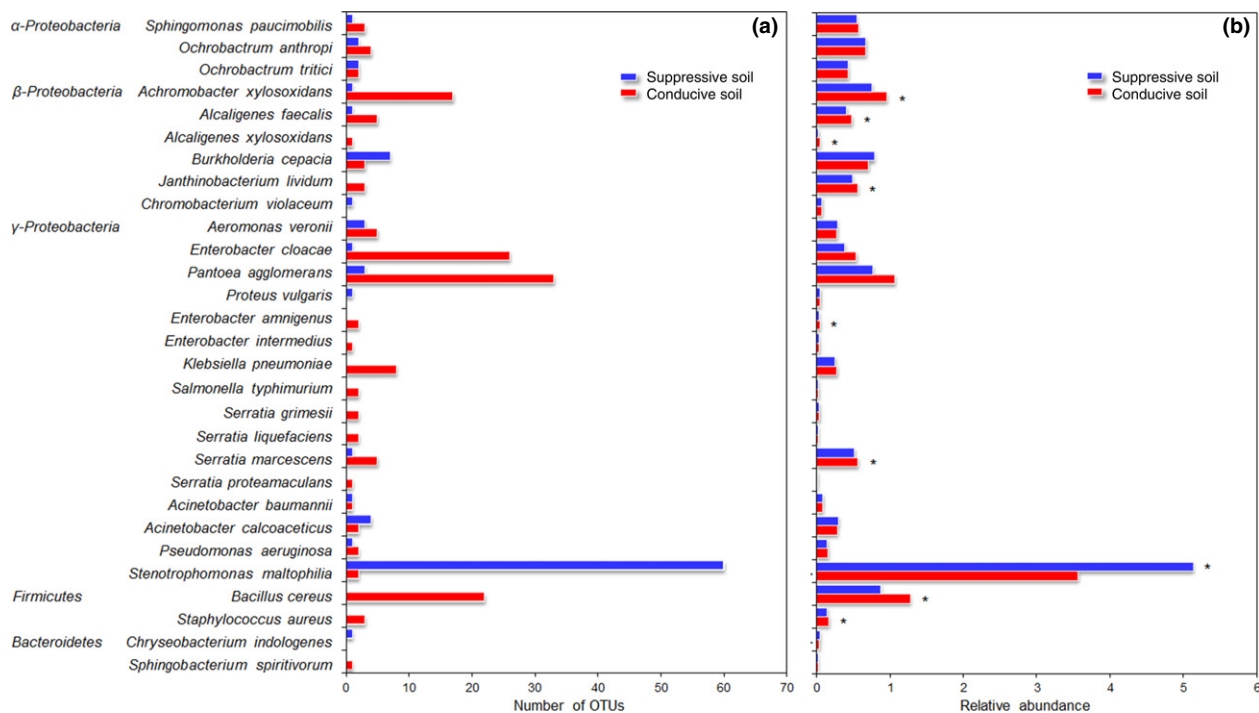 (a)
(b)
α-Proteobacteria Sphingomonas paucimobilis
Ochrobactrum anthropi
Ochrobactrum tritici
β-Proteobacteria Achromobacter xylosoxidans
Alcaligenes faecalis
Alcaligenes xylosoxidans
Burkholderia cepacia
Janthinobacterium lividum
Chromobacterium violaceum
γ-Proteobacteria Aeromonas veronii
Enterobacter cloacae
Pantoea agglomerans
Proteus vulgaris
Enterobacter amnigenus
Enterobacter intermedius
Klebsiella pneumoniae
Salmonella typhimurium
Serratia grimesii
Serratia liquefaciens
Serratia marcescens
Serratia proteamaculans
Acinetobacter baumannii
Acinetobacter calcoaceticus
Pseudomonas aeruginosa
Stenotrophomonas maltophilia
Firmicutes Bacillus cereus
Staphylococcus aureus
Bacteroidetes Chryseobacterium indologenes
Sphingobacterium spiritivorum
Suppressive soil
Conducive soil
0 10 20 30 40 50 60 70
Number of OTUs
Suppressive soil
Conducive soil
*
*
*
*
*
*
*
*
*
0 1 2 3 4 5 6
Relative abundance